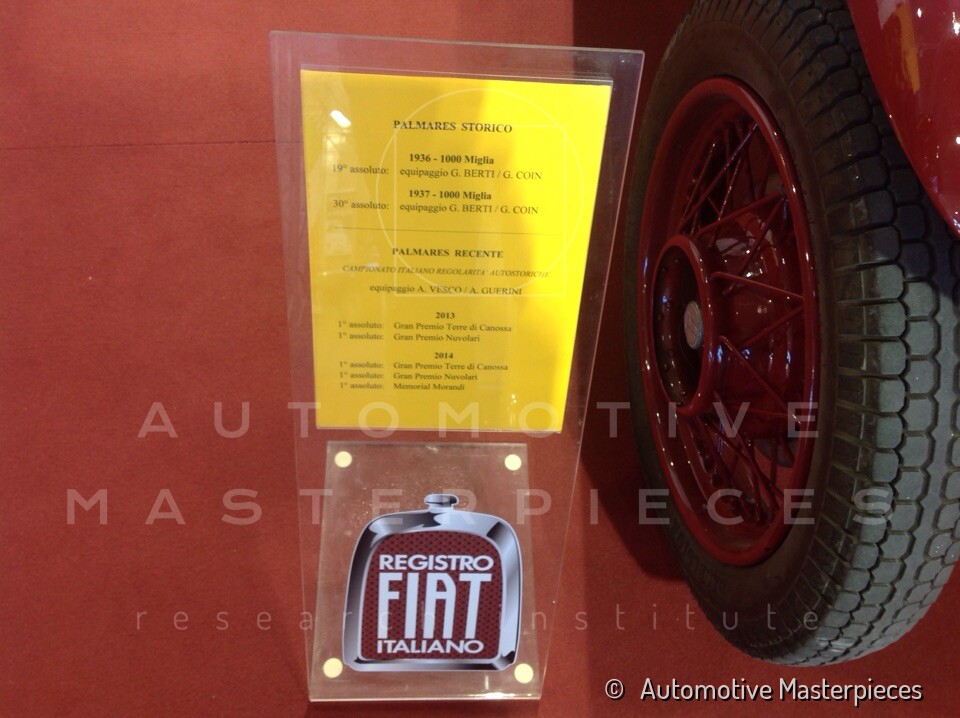 PALMARES STORICO
1936 - 1000 Miglia
19° assoluto: equipaggio G. BERTI / G. COIN
1937 - 1000 Miglia
30° assoluto: equipaggio G. BERTI / G. COIN
PALMARES RECENTE
CAMPIONATO ITALIANO REGOLARITA' AUTOSTORICHE
equipaggio A. VESCO / A. GUERINI
2013
1° assoluto: Gran Premio Terre di Canossa
1° assoluto: Gran Premio Nuvolari
2014
1° assoluto: Gran Premio Terre di Canossa
1° assoluto: Gran Premio Nuvolari
1° assoluto: Memorial Morandi
AUTOMOTIVE
MASTERPIECES
REGISTRO
FIAT
ITALIANO
research institute
© Automotive Masterpieces